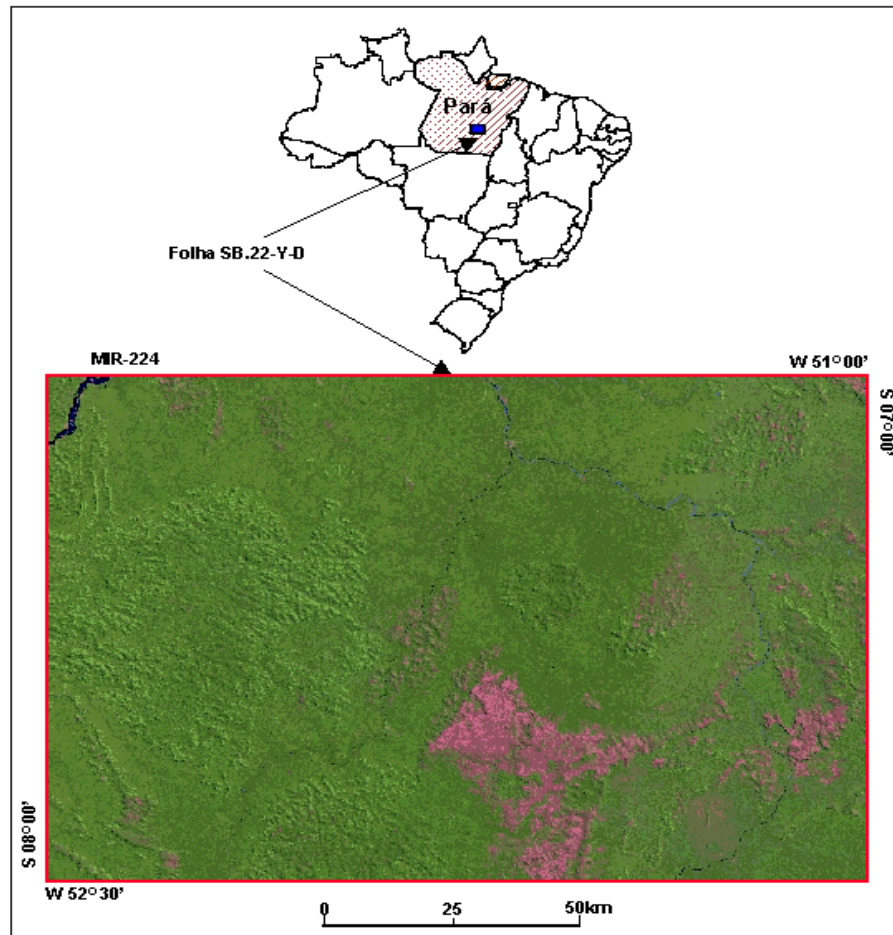 Pará
Folha SB.22-Y-D
MIR-224
W 51°00’
S 07°00’
S 08°00’
W 52°30’
0 25 50km